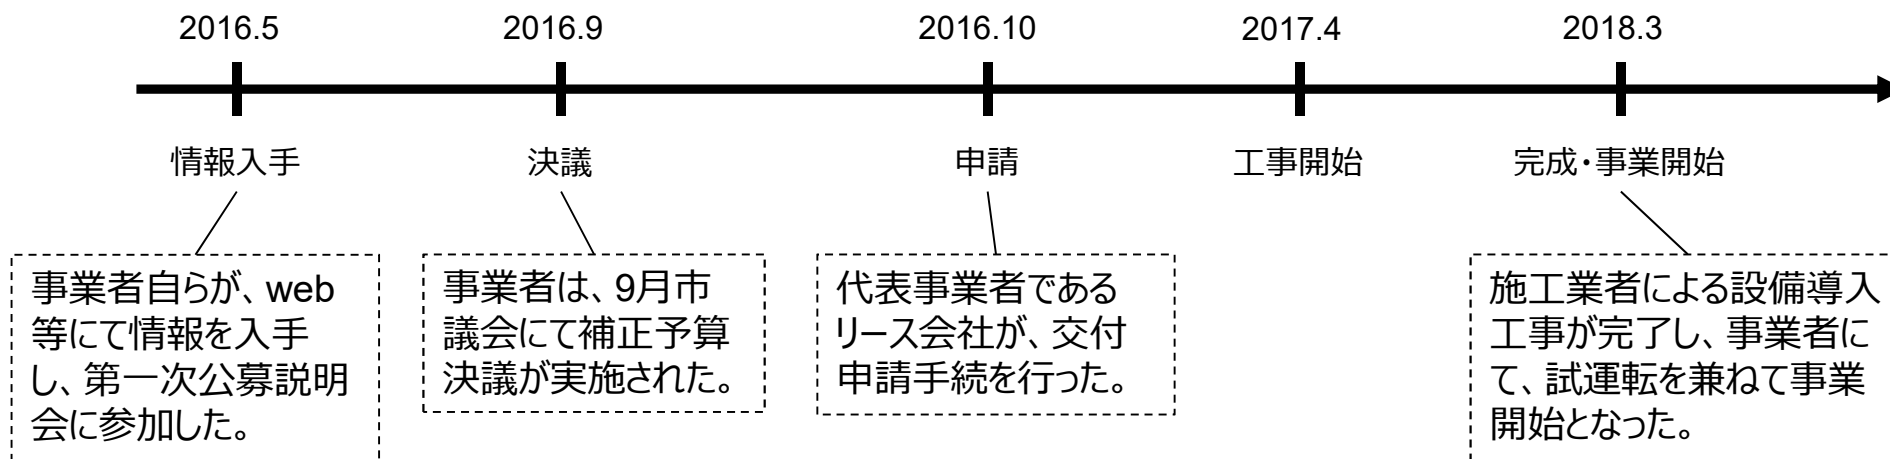 2016.5
2016.9
2016.10
2017.4
2018.3
情報入手
決議
申請
工事開始
完成・事業開始
事業者自らが、web
等にて情報を入手
し、第一次公募説明
会に参加した。
事業者は、9月市
議会にて補正予算
決議が実施された。
代表事業者である
リース会社が、交付
申請手続を行った。
施工業者による設備導入
工事が完了し、事業者に
て、試運転を兼ねて事業
開始となった。